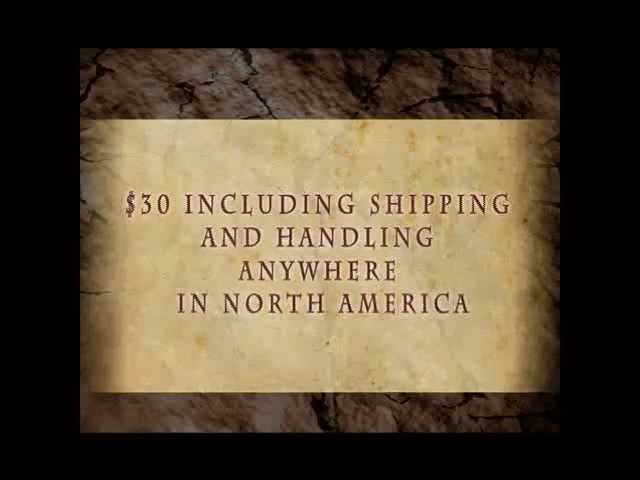 $30 INCLUDING SHIPPING
AND HANDLING
ANYWHERE
IN NORTH AMERICA